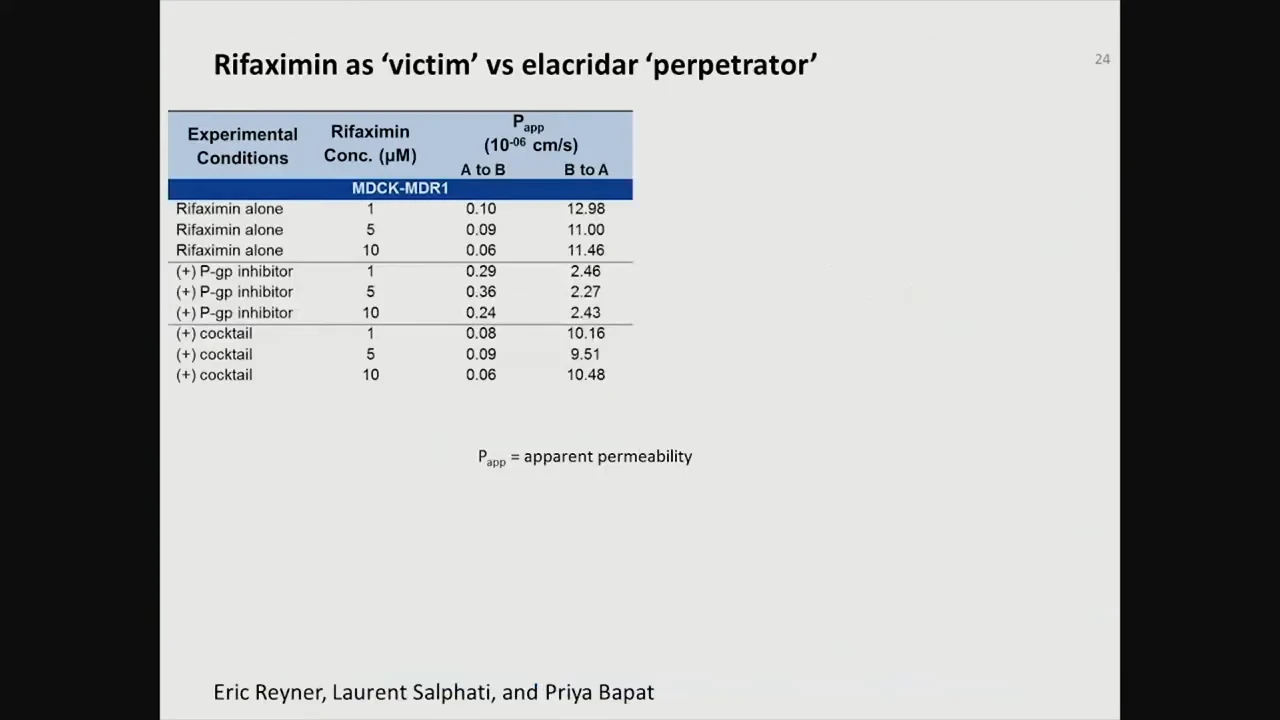 Rifaximin as ‘victim’ vs elacridar ‘perpetrator’
24
Experimental Conditions Rifaximin Conc. (µM) Papp (10-06 cm/s)
A to B B to A
MDCK-MDR1
Rifaximin alone 1 0.10 12.98
Rifaximin alone 5 0.09 11.00
Rifaximin alone 10 0.06 11.46
(+) P-gp inhibitor 1 0.29 2.46
(+) P-gp inhibitor 5 0.36 2.27
(+) P-gp inhibitor 10 0.24 2.43
(+) cocktail 1 0.08 10.16
(+) cocktail 5 0.09 9.51
(+) cocktail 10 0.06 10.48
Papp = apparent permeability
Eric Reyner, Laurent Salphati, and Priya Bapat